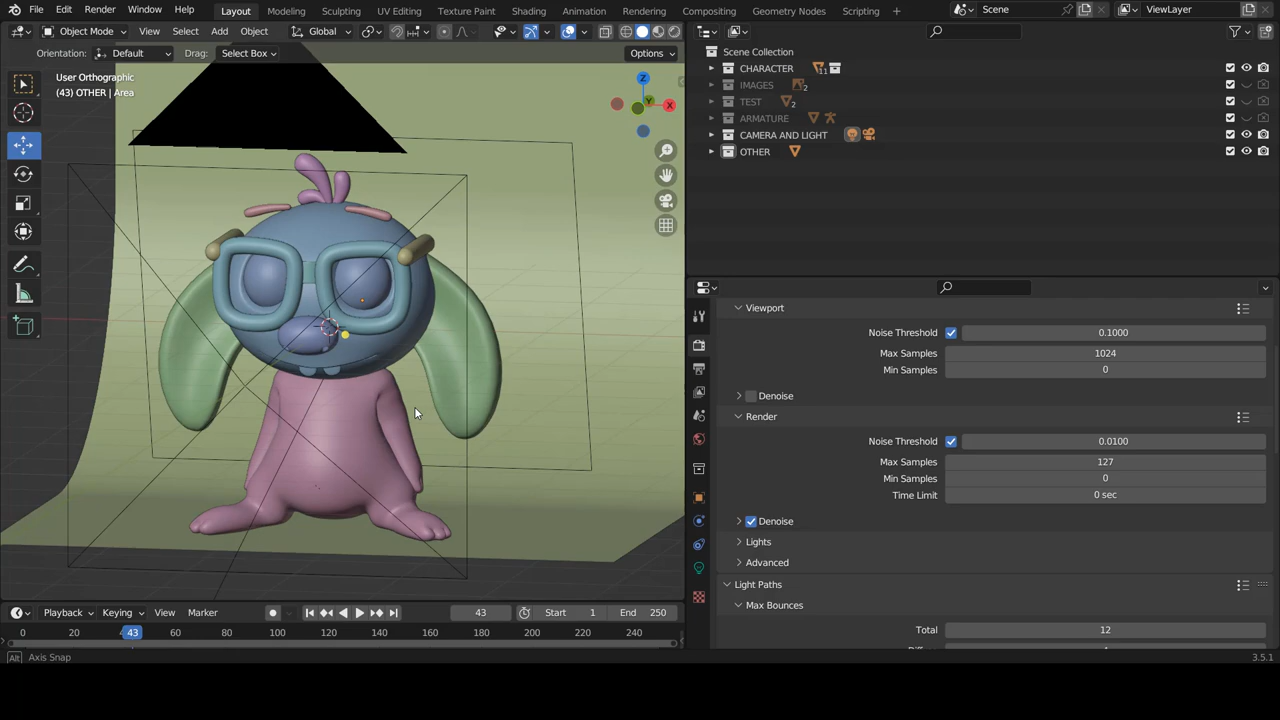 File Edit Render Window Help Layout Modeling Sculpting UV Editing Texture Paint Shading Animation Rendering Compositing Geometry Nodes Scripting + Scene ViewLayer
Object Mode View Select Add Object Global
Orientation: Default Drag: Select Box Options
User Orthographic
(43) OTHER | Area
Z
Y
X
Scene Collection
CHARACTER 11
IMAGES 2
TEST 2
ARMATURE
CAMERA AND LIGHT
OTHER
Viewport
Noise Threshold 0.1000
Max Samples 1024
Min Samples 0
Denoise
Render
Noise Threshold 0.0100
Max Samples 127
Min Samples 0
Time Limit 0 sec
Denoise
Lights
Advanced
Light Paths
Max Bounces
Total 12
Playback Keying View Marker 43 Start 1 End 250
0 20 43 60 80 100 120 140 160 180 200 220 240
Alt Axis Snap 3.5.1